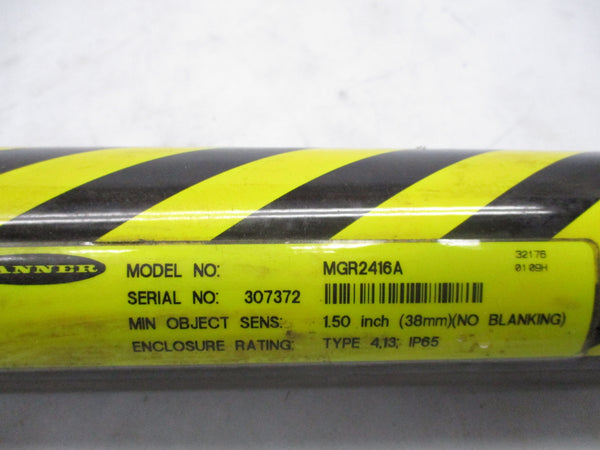 ANNER
MODEL NO: MGR2416A
32176
0109H
SERIAL NO: 307372
MIN OBJECT SENS: 1.50 inch (38mm)(NO BLANKING)
ENCLOSURE RATING: TYPE 4,13; IP65